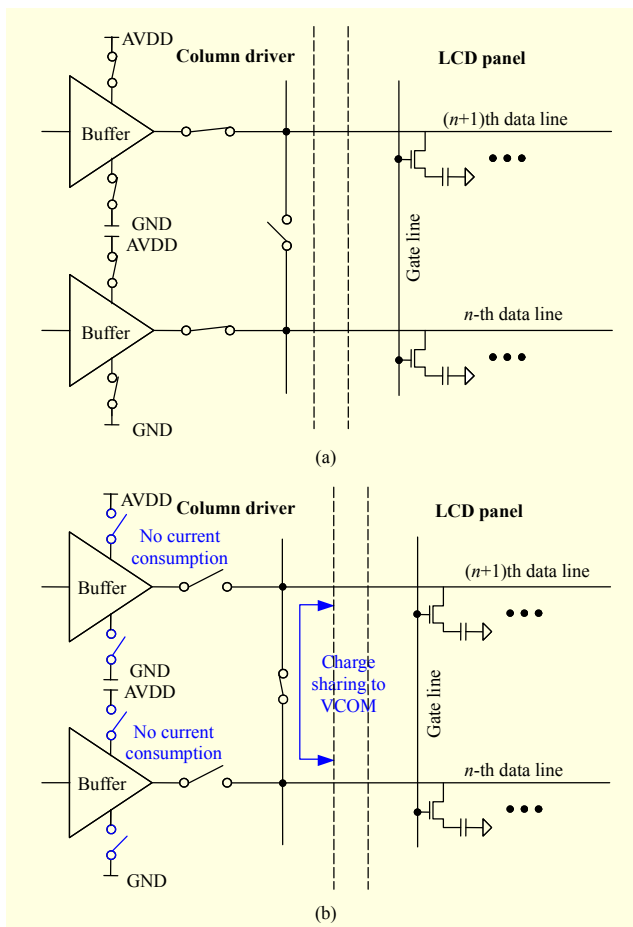 AVDD
Column driver
LCD panel
Buffer
(n+1)th data line
GND
AVDD
Gate line
Buffer
n-th data line
GND
(a)
AVDD
Column driver
LCD panel
No current
consumption
Buffer
(n+1)th data line
GND
AVDD
Charge
sharing to
VCOM
Gate line
No current
consumption
Buffer
n-th data line
GND
(b)